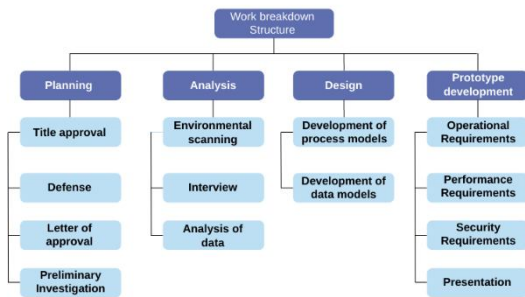 Work breakdown
Structure
Planning
Analysis
Design
Prototype
development
Title approval
Defense
Letter of
approval
Preliminary
Investigation
Environmental
scanning
Interview
Analysis of
data
Development of
process models
Development of
data models
Operational
Requirements
Performance
Requirements
Security
Requirements
Presentation